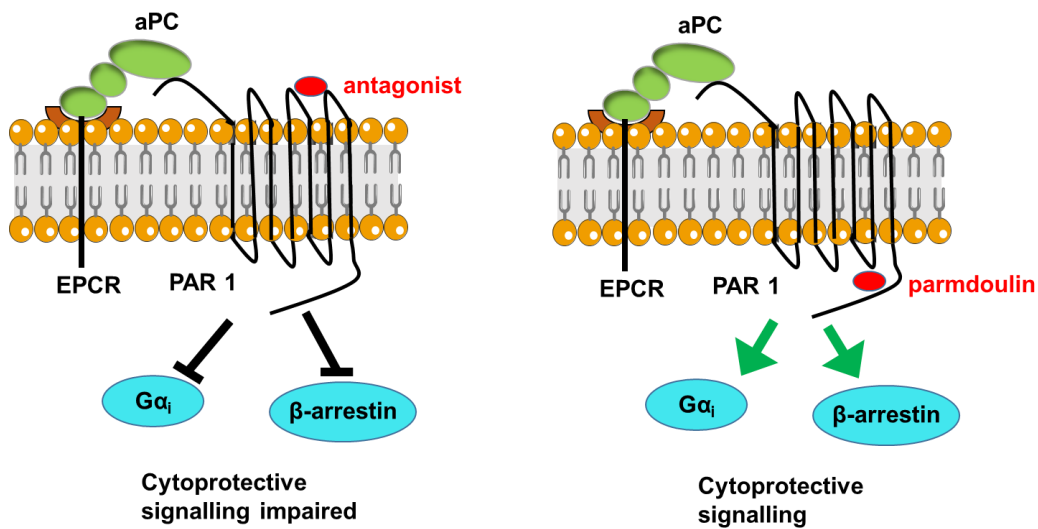 aPC
antagonist
EPCR
PAR 1
Gαi
β-arrestin
Cytoprotective
signalling impaired
aPC
parmdoulin
EPCR
PAR 1
Gαi
β-arrestin
Cytoprotective
signalling